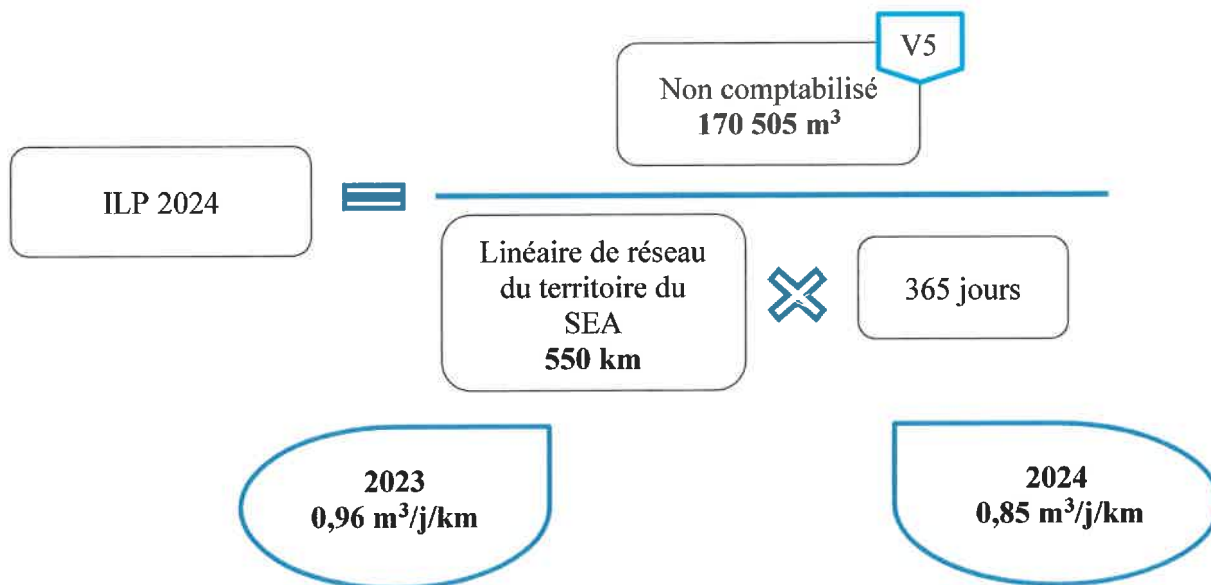 V5
Non comptabilisé
170 505 m³
ILP 2024
Linéaire de réseau
du territoire du
SEA
550 km
365 jours
2023
0,96 m³/j/km
2024
0,85 m³/j/km